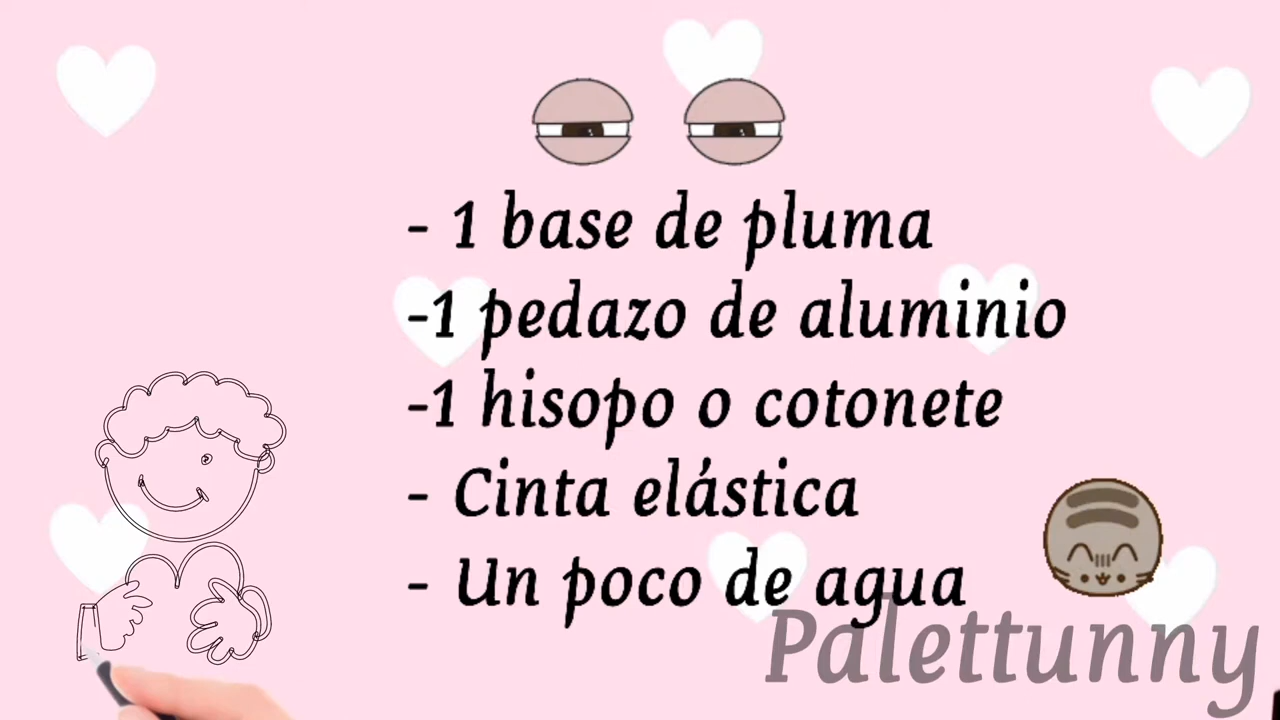 - 1 base de pluma
-1 pedazo de aluminio
-1 hisopo o cotonete
- Cinta elástica
- Un poco de agua
Palettunny